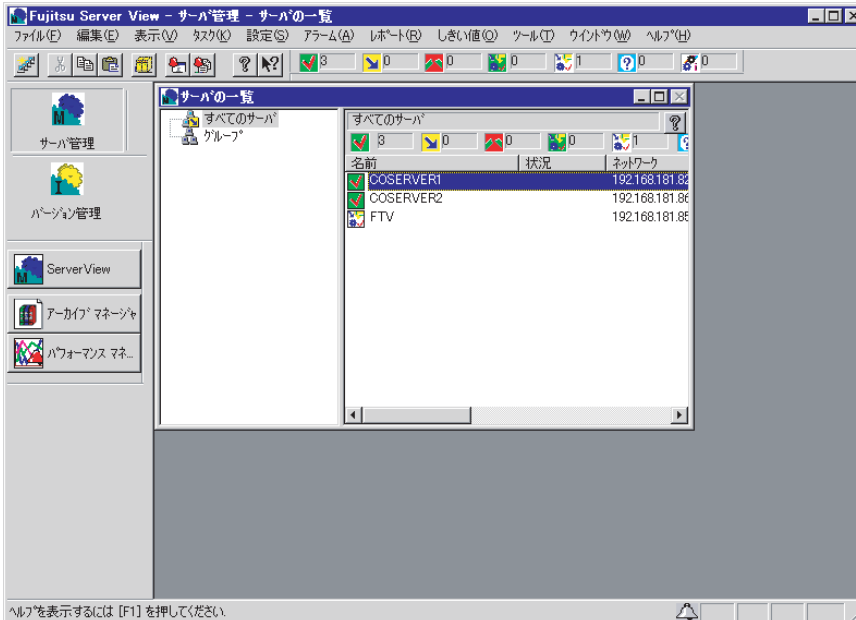 Fujitsu Server View - サーバ管理 - サーバの一覧
ファイル(F) 編集(E) 表示(V) タスク(K) 設定(S) アラーム(A) レポート(R) しきい値(O) ツール(T) ウインドウ(W) ヘルプ(H)
3 0 0 0 1 0 0
サーバ管理
バージョン管理
ServerView
アーカイブ マネージャ
パフォーマンス マネ...
サーバの一覧
すべてのサーバ
グループ
すべてのサーバ
3 0 0 0 1
名前 状況 ネットワーク
COSERVER1 192.168.181.82
COSERVER2 192.168.181.86
FTV 192.168.181.85
ヘルプを表示するには [F1] を押してください.